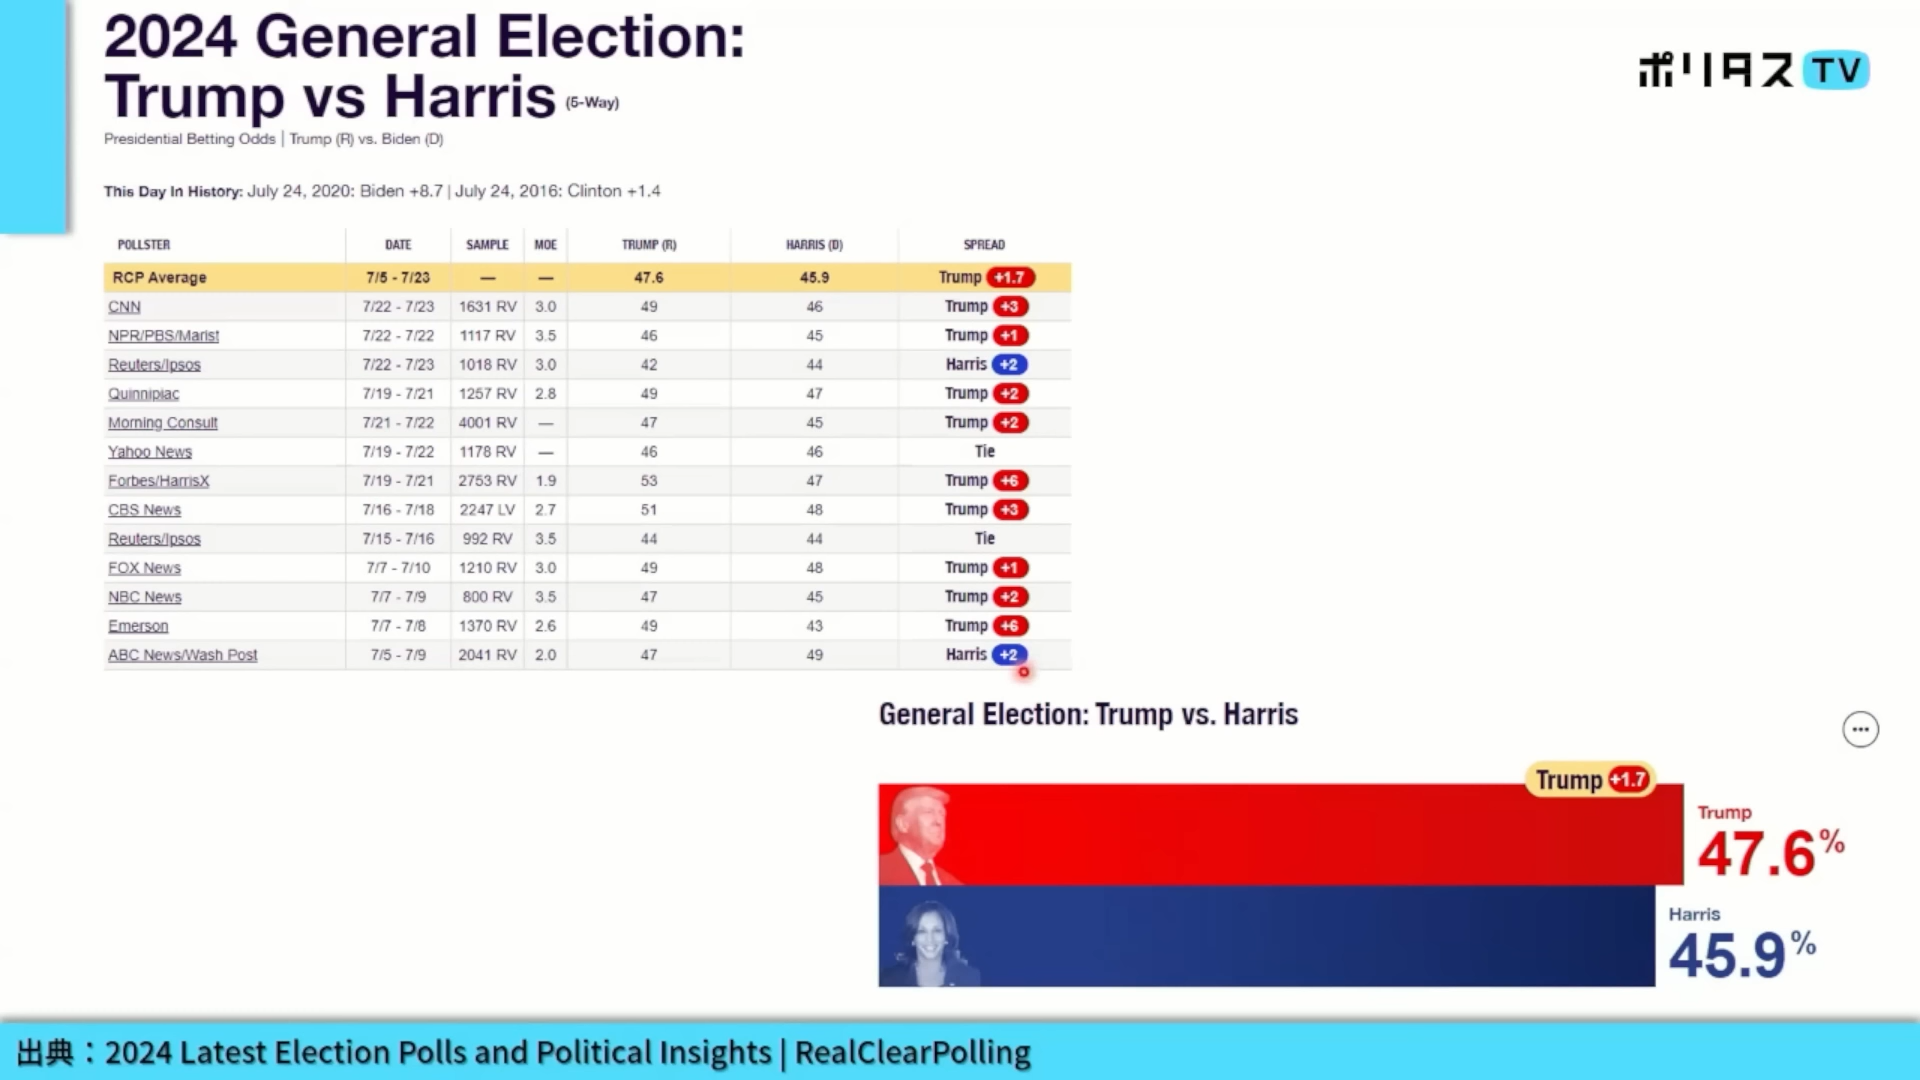 2024 General Election:
Trump vs Harris (5-Way)
ポリタスTV
Presidential Betting Odds | Trump (R) vs. Biden (D)
This Day In History: July 24, 2020: Biden +8.7 | July 24, 2016: Clinton +1.4
POLLSTER DATE SAMPLE MOE TRUMP (R) HARRIS (D) SPREAD
RCP Average 7/5 - 7/23 — — 47.6 45.9 Trump +1.7
CNN 7/22 - 7/23 1631 RV 3.0 49 46 Trump +3
NPR/PBS/Marist 7/22 - 7/22 1117 RV 3.5 46 45 Trump +1
Reuters/Ipsos 7/22 - 7/23 1018 RV 3.0 42 44 Harris +2
Quinnipiac 7/19 - 7/21 1257 RV 2.8 49 47 Trump +2
Morning Consult 7/21 - 7/22 4001 RV — 47 45 Trump +2
Yahoo News 7/19 - 7/22 1178 RV — 46 46 Tie
Forbes/HarrisX 7/19 - 7/21 2753 RV 1.9 53 47 Trump +6
CBS News 7/16 - 7/18 2247 LV 2.7 51 48 Trump +3
Reuters/Ipsos 7/15 - 7/16 992 RV 3.5 44 44 Tie
FOX News 7/7 - 7/10 1210 RV 3.0 49 48 Trump +1
NBC News 7/7 - 7/9 800 RV 3.5 47 45 Trump +2
Emerson 7/7 - 7/8 1370 RV 2.6 49 43 Trump +6
ABC News/Wash Post 7/5 - 7/9 2041 RV 2.0 47 49 Harris +2
General Election: Trump vs. Harris
Trump +1.7
Trump
47.6%
Harris
45.9%
出典：2024 Latest Election Polls and Political Insights | RealClearPolling